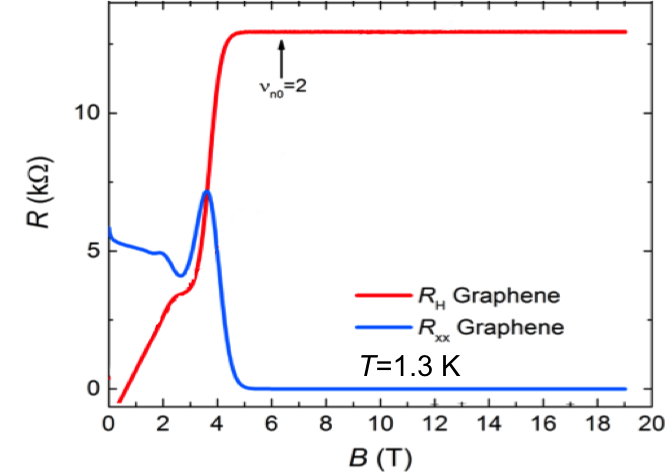 10
5
0
R (kΩ)
ν_n0=2
R_H Graphene
R_xx Graphene
T=1.3 K
0 2 4 6 8 10 12 14 16 18 20
B (T)